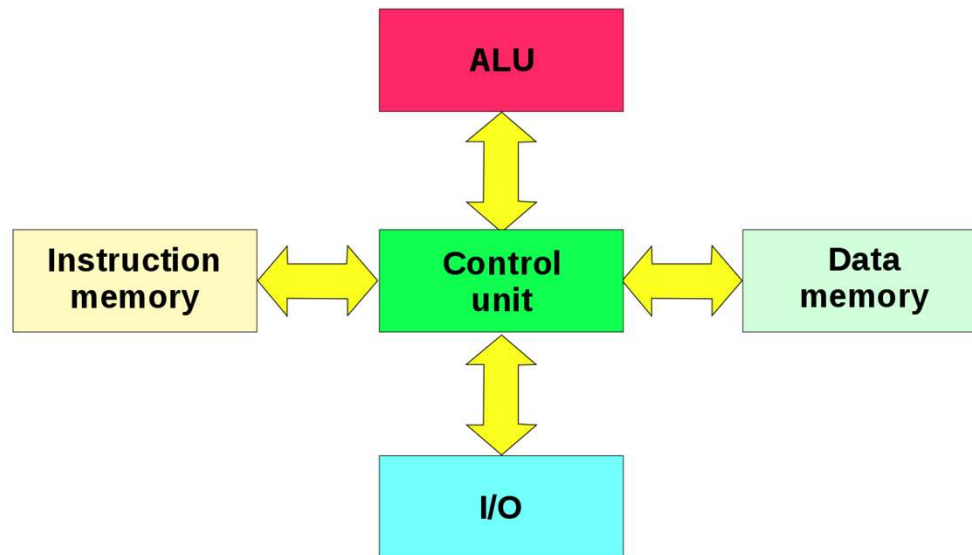 ALU
Instruction
memory
Control
unit
Data
memory
I/O